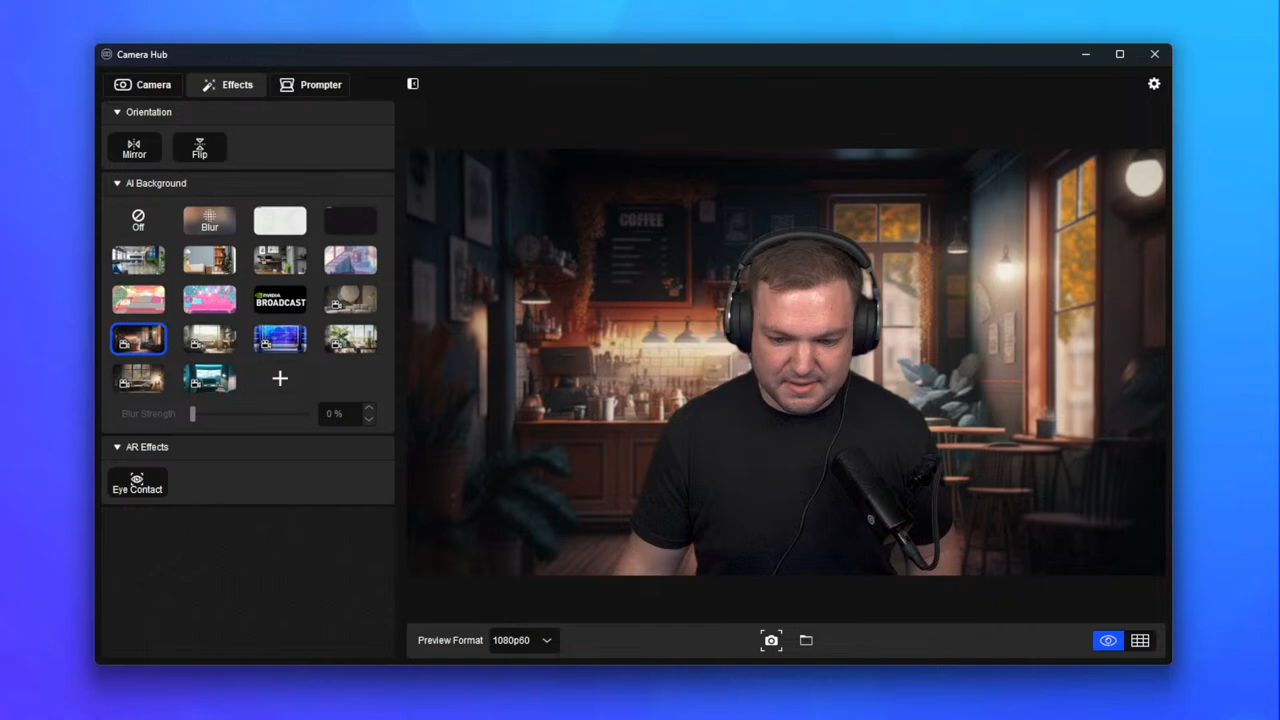 Camera Hub
Camera
Effects
Prompter
Orientation
Mirror
Flip
AI Background
Off
Blur
NVIDIA
BROADCAST
Blur Strength
0 %
AR Effects
Eye Contact
COFFEE
Preview Format
1080p60